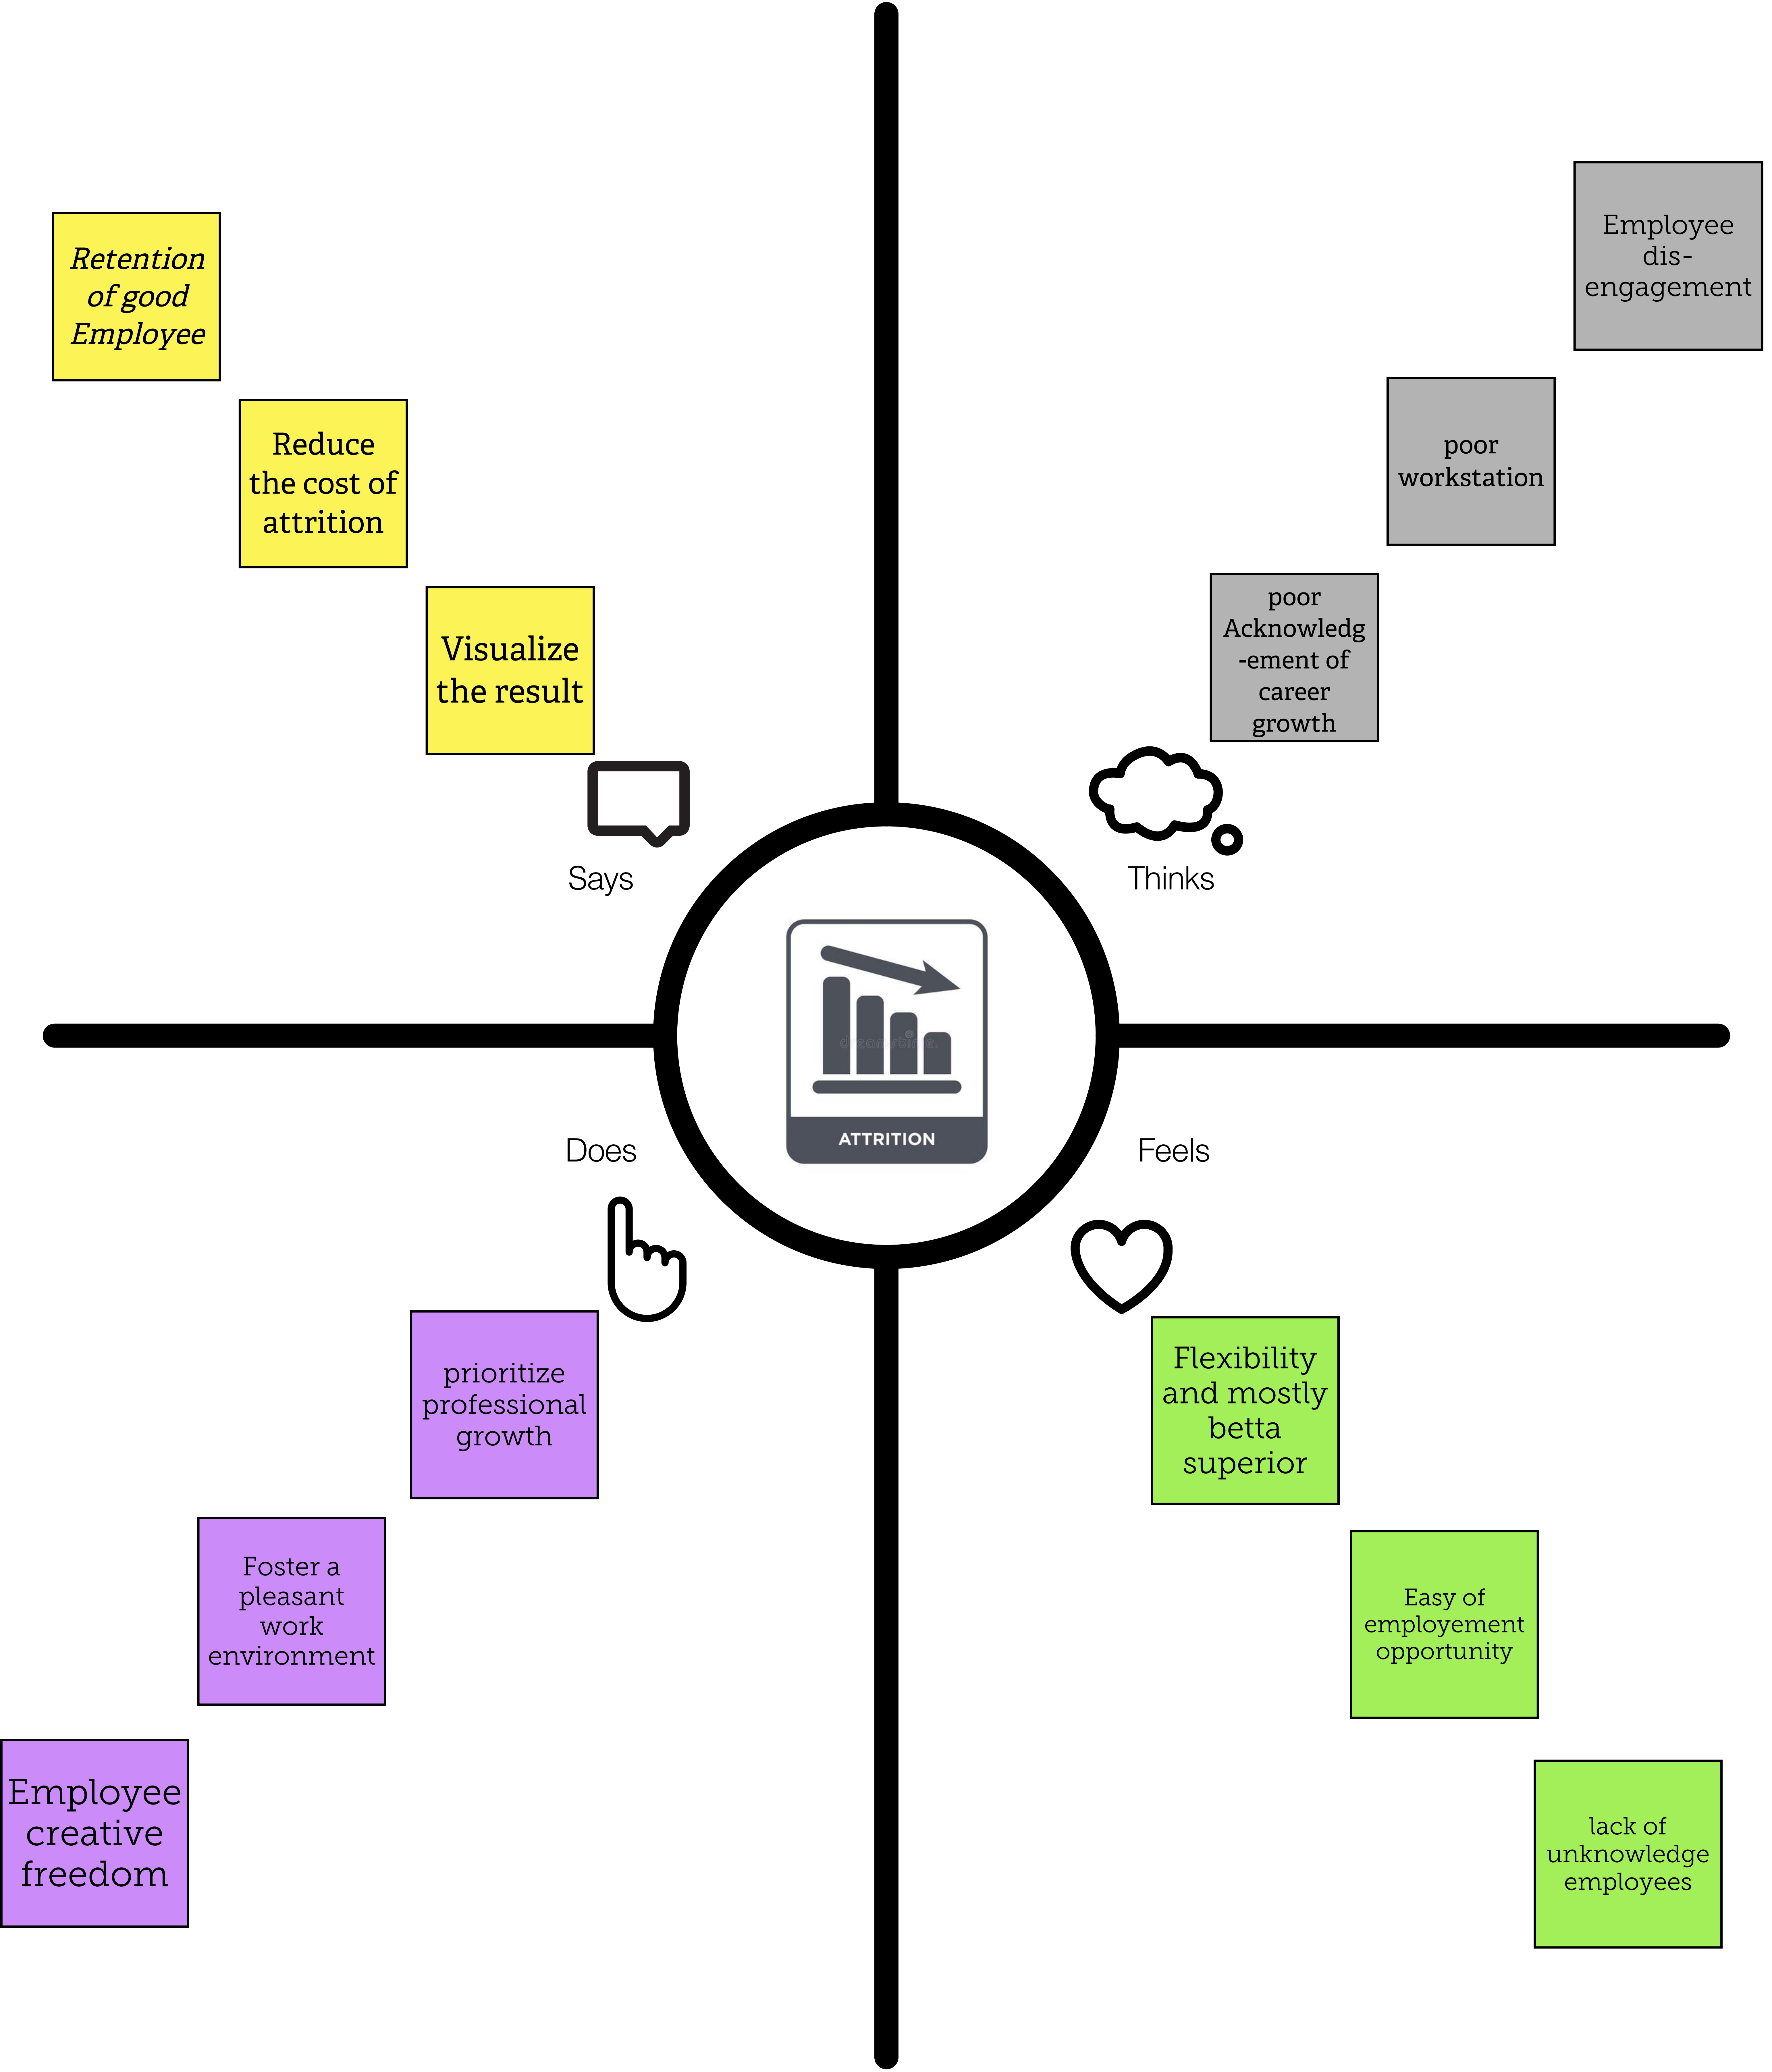 Retention
of good
Employee
Reduce
the cost of
attrition
Visualize
the result
Says
Employee
dis-
engagement
poor
workstation
poor
Acknowledg
-ement of
career
growth
Thinks
dreamstime.
ATTRITION
Does
prioritize
professional
growth
Foster a
pleasant
work
environment
Employee
creative
freedom
Feels
Flexibility
and mostly
betta
superior
Easy of
employement
opportunity
lack of
unknowledge
employees